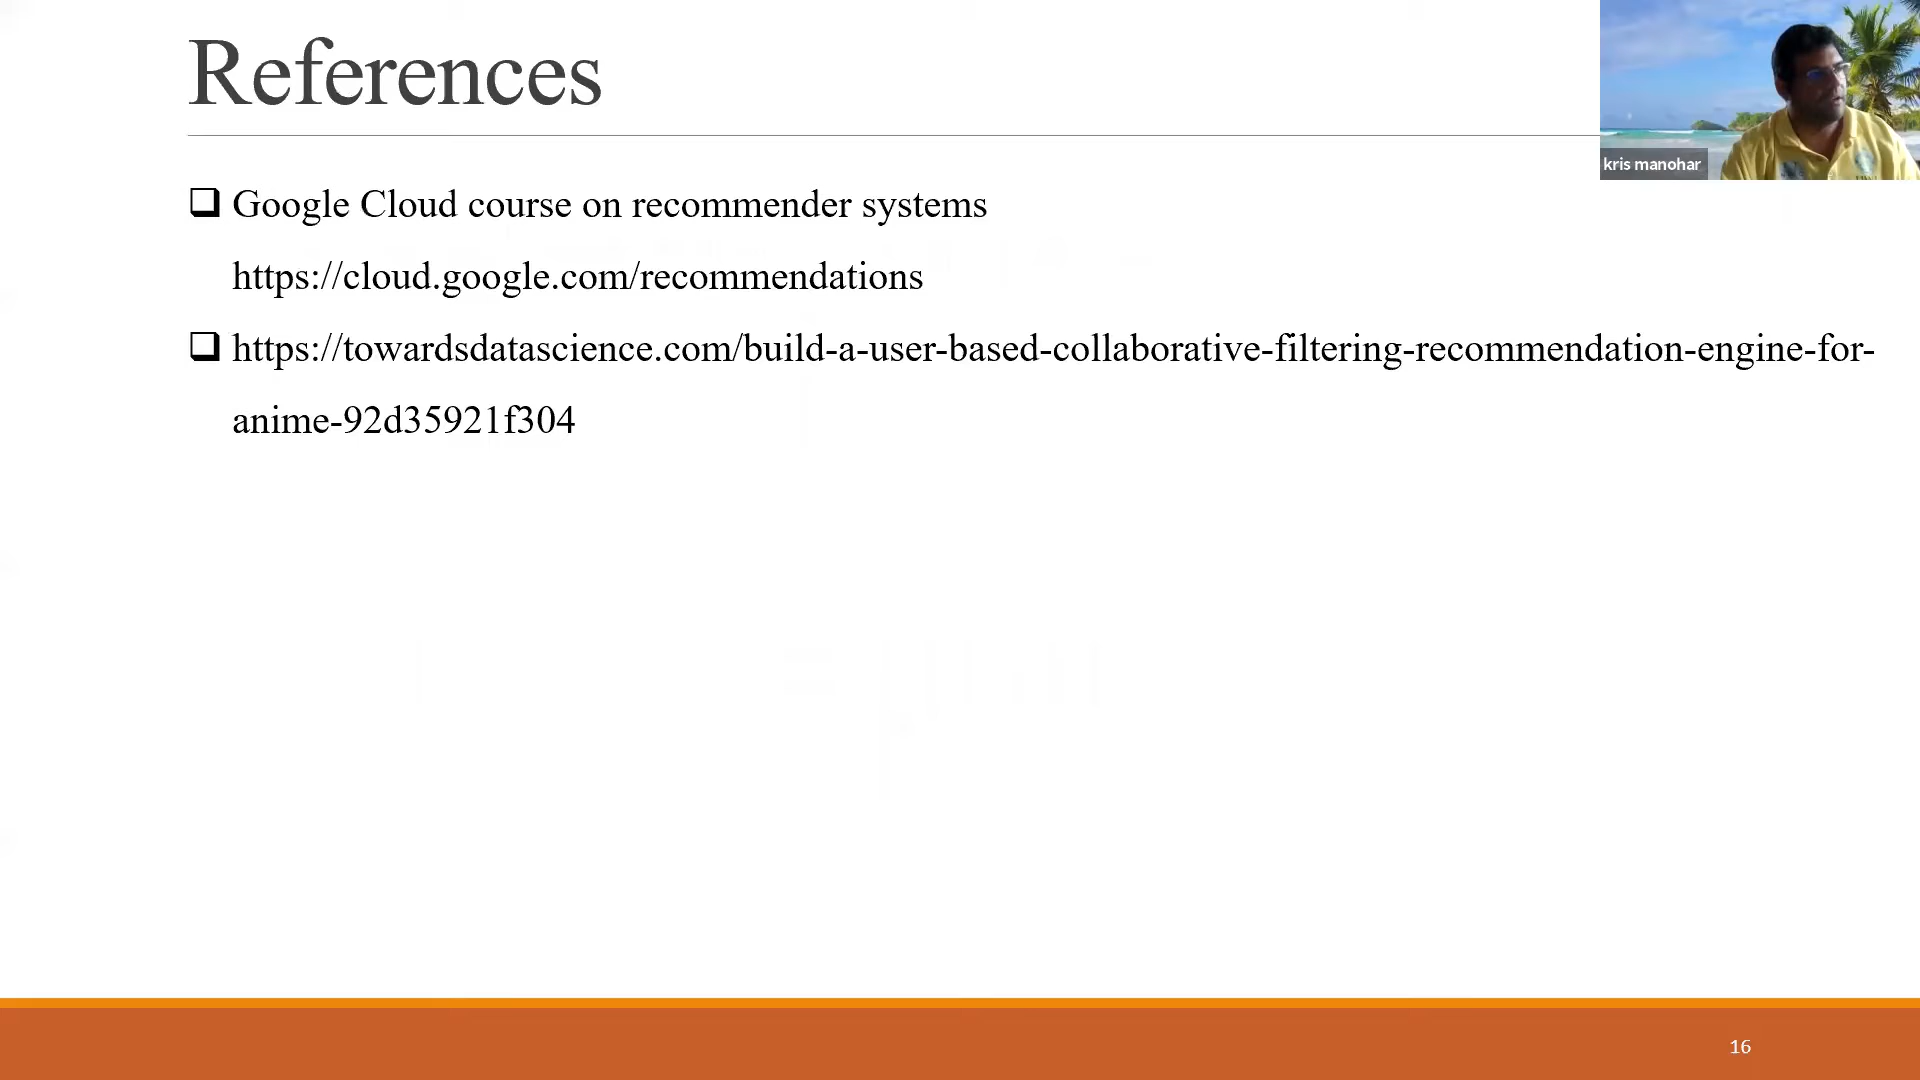 References
kris manohar
Google Cloud course on recommender systems
https://cloud.google.com/recommendations
https://towardsdatascience.com/build-a-user-based-collaborative-filtering-recommendation-engine-for-
anime-92d35921f304
16